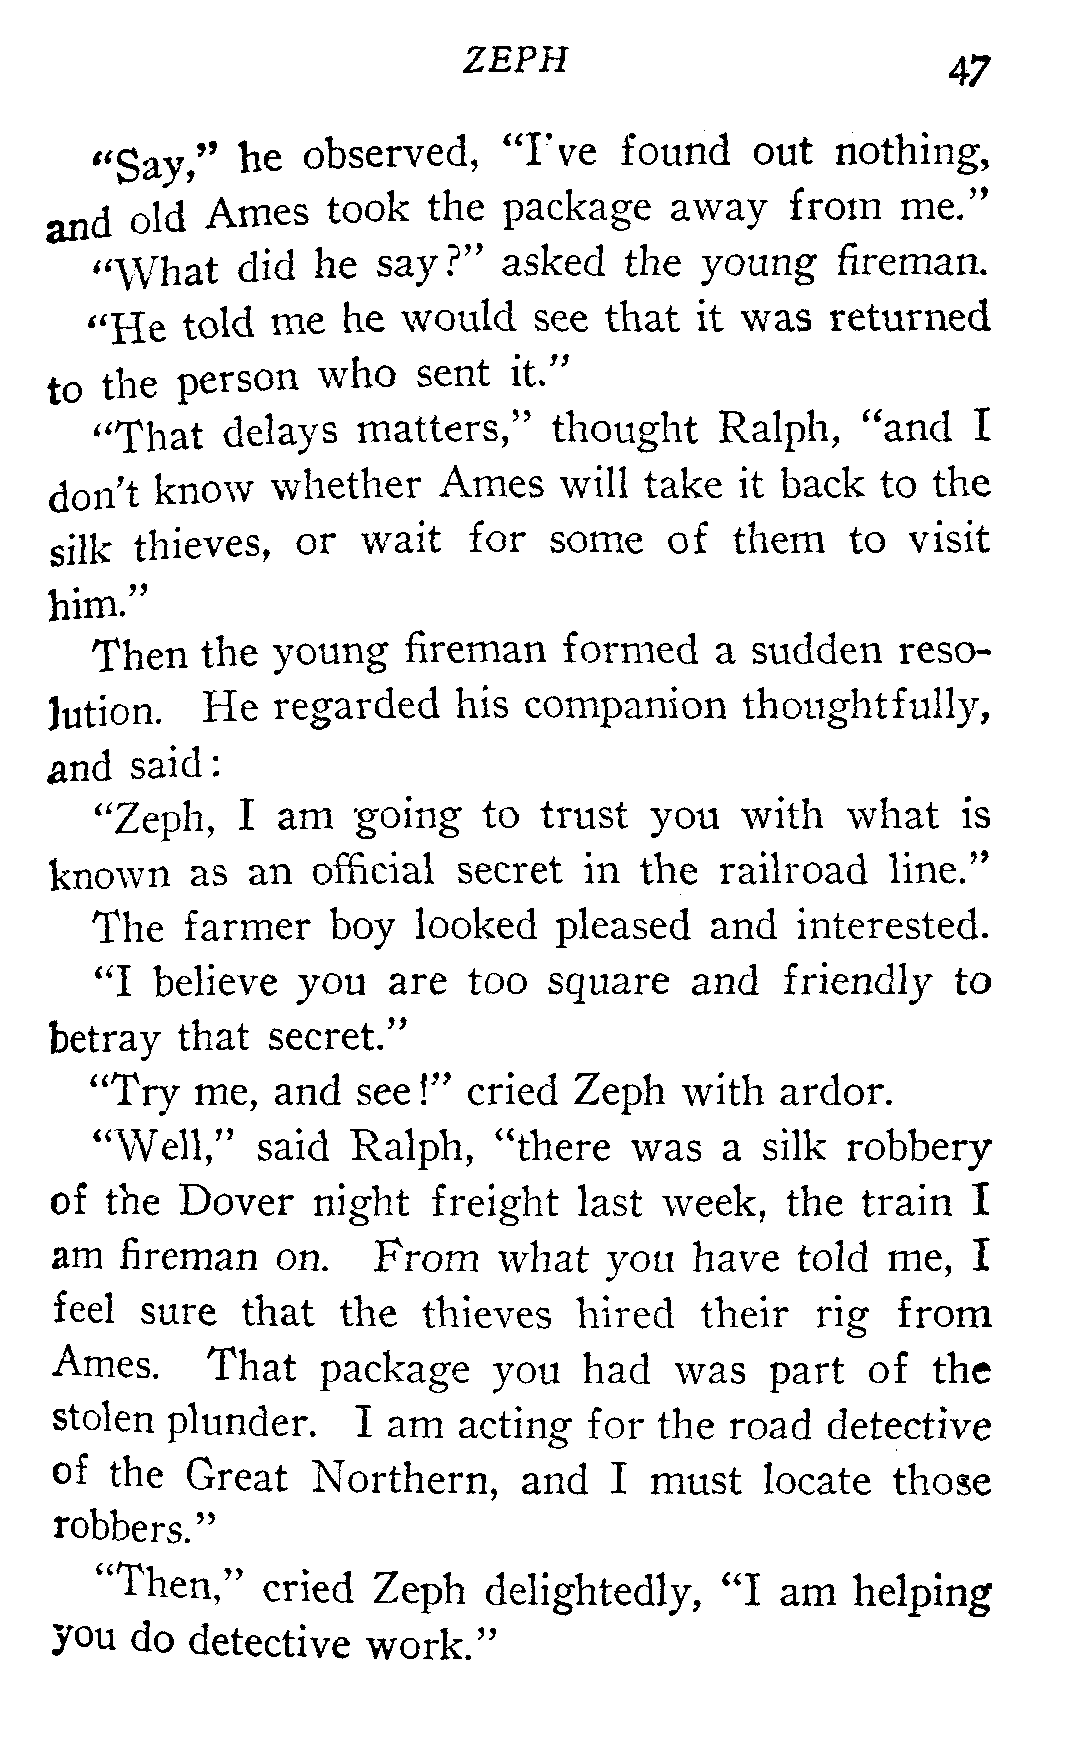 ZEPH 47
"Say," he observed, "I've found out nothing,
and old Ames took the package away from me."
"What did he say?" asked the young fireman.
"He told me he would see that it was returned
to the person who sent it."
"That delays matters," thought Ralph, "and I
don't know whether Ames will take it back to the
silk thieves, or wait for some of them to visit
him."
Then the young fireman formed a sudden reso-
lution. He regarded his companion thoughtfully,
and said:
"Zeph, I am going to trust you with what is
known as an official secret in the railroad line."
The farmer boy looked pleased and interested.
"I believe you are too square and friendly to
betray that secret."
"Try me, and see!" cried Zeph with ardor.
"Well," said Ralph, "there was a silk robbery
of the Dover night freight last week, the train I
am fireman on. From what you have told me, I
feel sure that the thieves hired their rig from
Ames. That package you had was part of the
stolen plunder. I am acting for the road detective
of the Great Northern, and I must locate those
robbers."
"Then," cried Zeph delightedly, "I am helping
you do detective work."